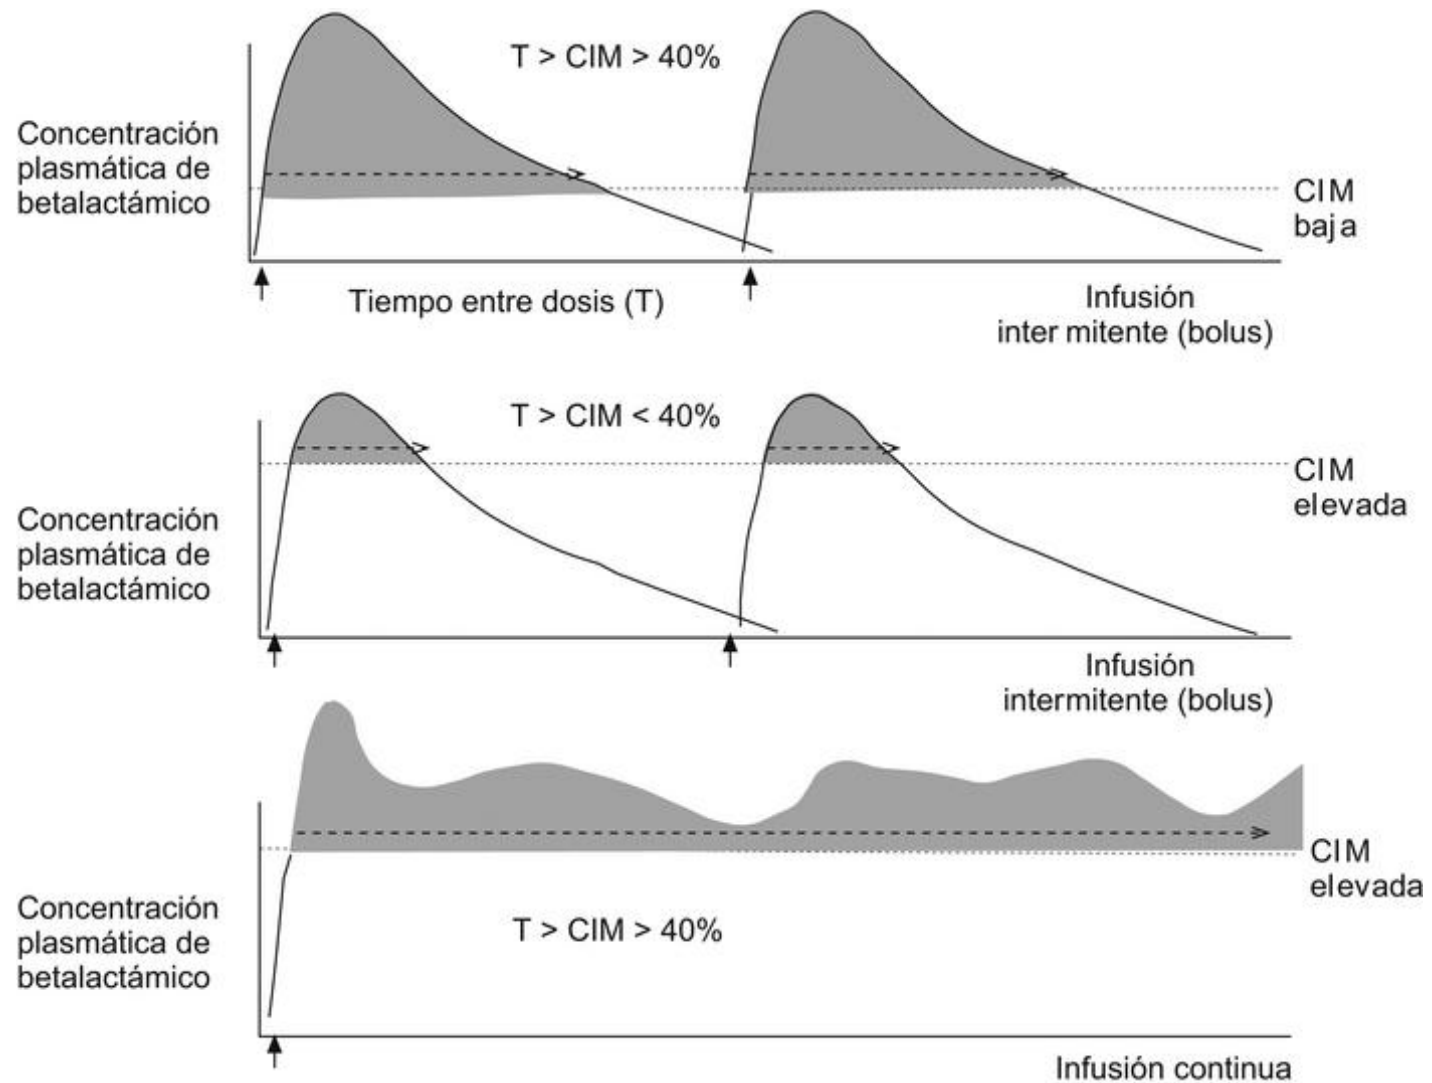 T > CIM > 40%
Concentración
plasmática de
betalactámico
CIM
baja
Tiempo entre dosis (T)
Infusión
inter mitente (bolus)
T > CIM < 40%
CIM
elevada
Concentración
plasmática de
betalactámico
Infusión
intermitente (bolus)
CIM
elevada
Concentración
plasmática de
betalactámico
T > CIM > 40%
Infusión continua